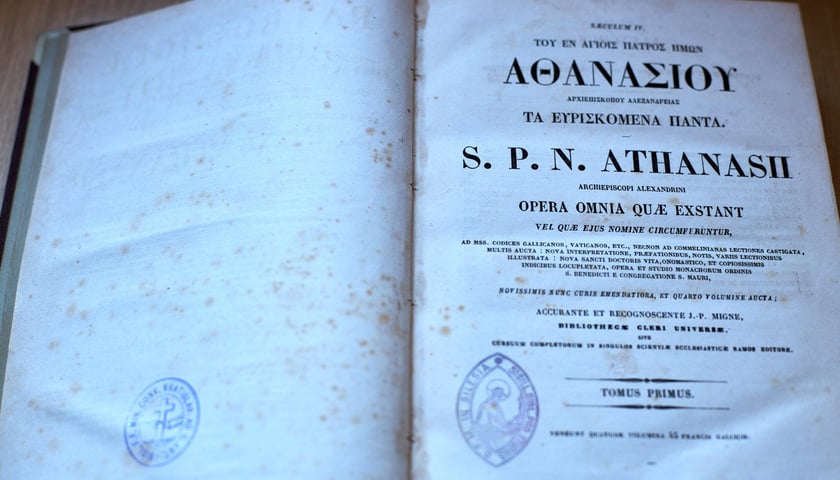 SÆCULUM IV.
ΤΟΥ ΕΝ ΑΓΙΟΙΣ ΠΑΤΡΟΣ ΗΜΩΝ
ΑΘΑΝΑΣΙΟΥ
ΑΡΧΙΕΠΙΣΚΟΠΟΥ ΑΛΕΞΑΝΔΡΕΙΑΣ
ΤΑ ΕΥΡΙΣΚΟΜΕΝΑ ΠΑΝΤΑ.
S. P. N. ATHANASII
ARCHIEPISCOPI ALEXANDRINI
OPERA OMNIA QUÆ EXSTANT
VEL QUÆ EJUS NOMINE CIRCUMFERUNTUR,
AD MSS. CODICES GALLICANOS, VATICANOS, ETC., NECNON AD COMMELINIANAS LECTIONES CASTIGATA,
MULTIS AUCTA : NOVA INTERPRETATIONE, PRÆFATIONIBUS, NOTIS, VARIIS LECTIONIBUS
ILLUSTRATA : NOVA SANCTI DOCTORIS VITA, ONOMASTICO, ET COPIOSISSIMIS
INDICIBUS LOCUPLETATA, OPERA ET STUDIO MONACHORUM ORDINIS
S. BENEDICTI E CONGREGATIONE S. MAURI,
NOVISSIMIS NUNC CURIS EMENDATIORA, ET QUARTO VOLUMINE AUCTA ;
ACCURANTE ET RECOGNOSCENTE J.-P. MIGNE,
BIBLIOTHECÆ CLERI UNIVERSÆ,
SIVE
CURSUUM COMPLETORUM IN SINGULOS SCIENTIÆ ECCLESIASTICÆ RAMOS EDITORE.
TOMUS PRIMUS.
VENEUNT QUATUOR VOLUMINA 45 FRANCIS GALLICIS.
MIN. CONV.
IN SILESIA